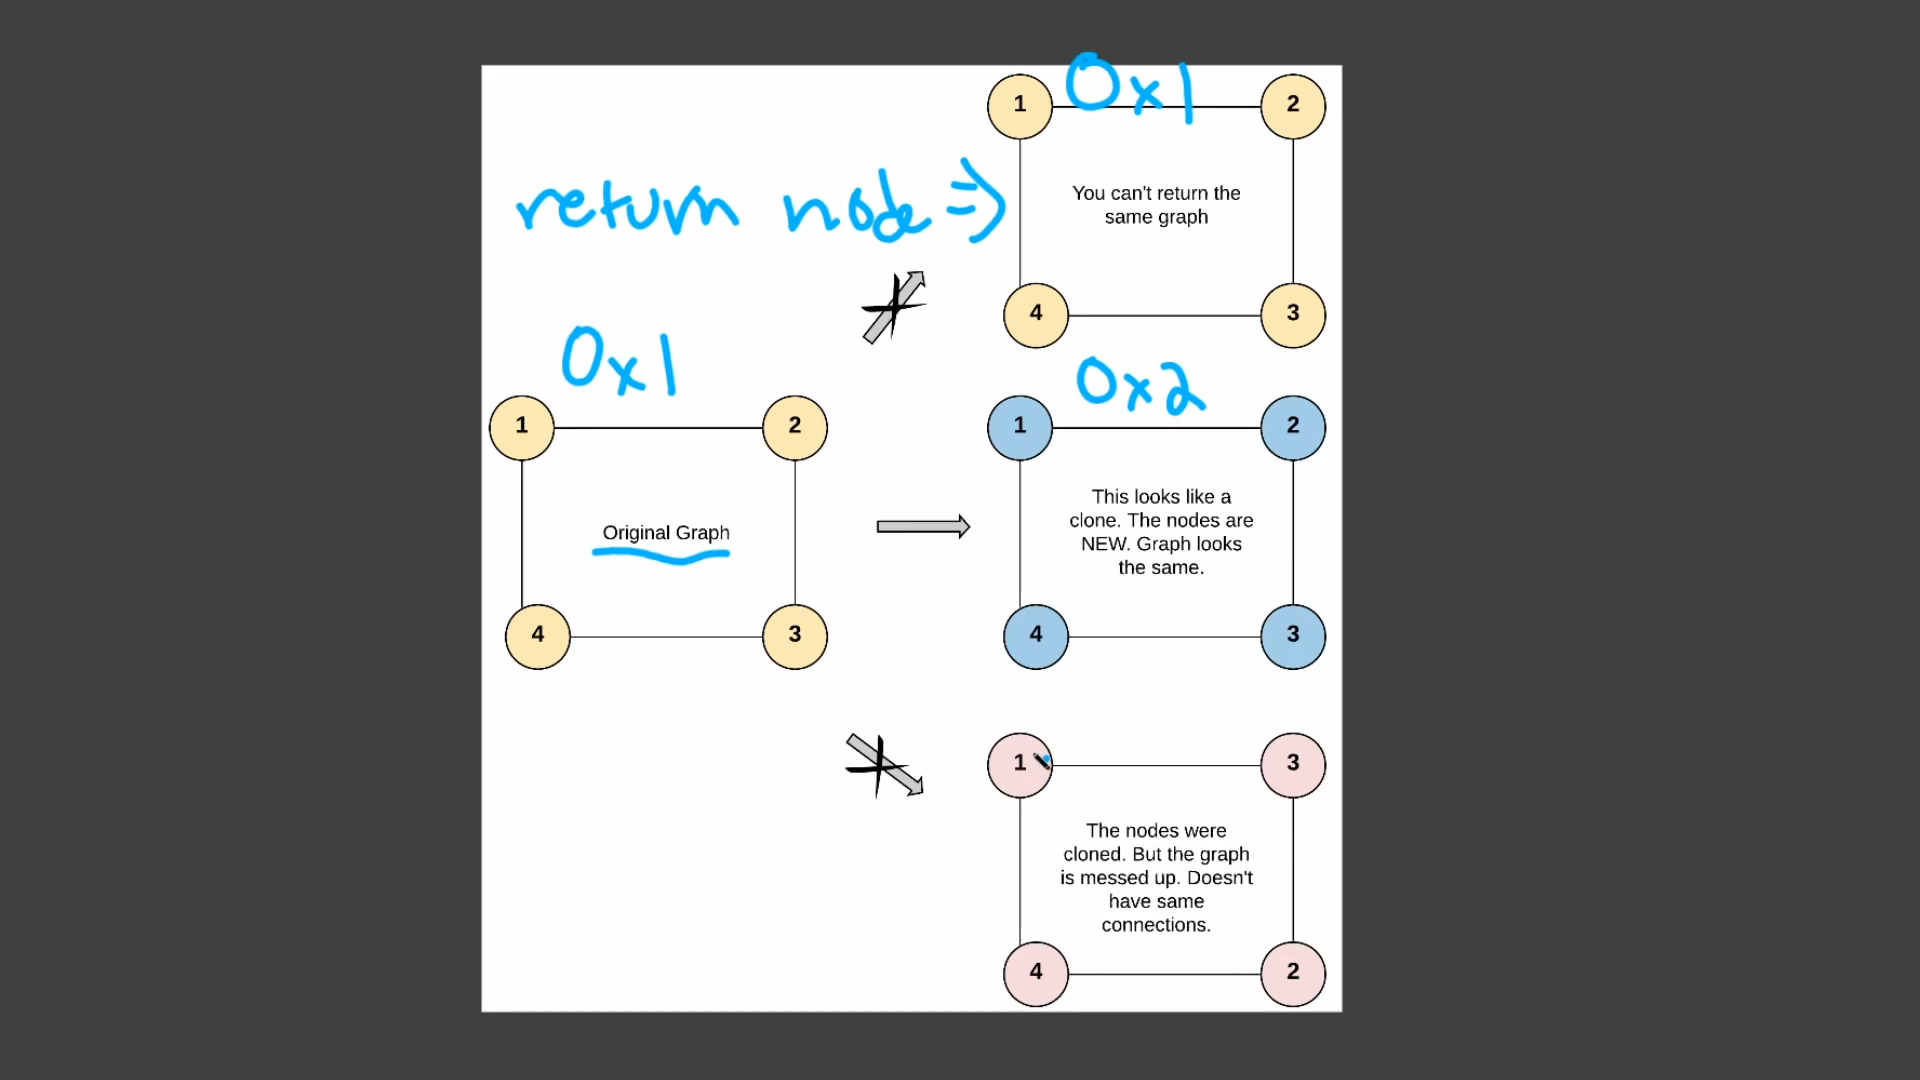 1
0x1
2
return node =>
You can't return the
same graph
4
3
0x1
1
2
Original Graph
4
3
0x2
1
2
This looks like a
clone. The nodes are
NEW. Graph looks
the same.
4
3
1
3
The nodes were
cloned. But the graph
is messed up. Doesn't
have same
connections.
4
2